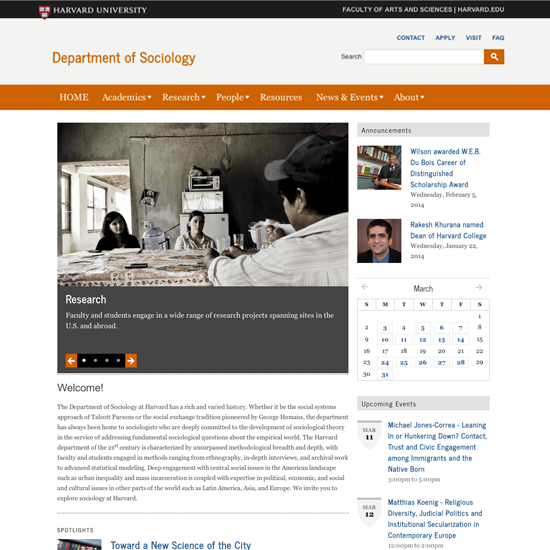 HARVARD UNIVERSITY
FACULTY OF ARTS AND SCIENCES | HARVARD.EDU
CONTACT APPLY VISIT FAQ
Department of Sociology
Search
HOME Academics Research People Resources News & Events About
Announcements
Wilson awarded W.E.B.
Du Bois Career of
Distinguished
Scholarship Award
Wednesday, February 5,
2014
Rakesh Khurana named
Dean of Harvard College
Wednesday, January 22,
2014
Research
Faculty and students engage in a wide range of research projects spanning sites in the
U.S. and abroad.
March
S M T W T F S
1
2 3 4 5 6 7 8
9 10 11 12 13 14 15
16 17 18 19 20 21 22
23 24 25 26 27 28 29
30 31
Welcome!
The Department of Sociology at Harvard has a rich and varied history. Whether it be the social systems
approach of Talcott Parsons or the social exchange tradition pioneered by George Homans, the department
has always been home to sociologists who are deeply committed to the development of sociological theory
in the service of addressing fundamental sociological questions about the empirical world. The Harvard
department of the 21st century is characterized by unsurpassed methodological breadth and depth, with
faculty and students engaged in methods ranging from ethnography, in-depth interviews, and archival work
to advanced statistical modeling. Deep engagement with central social issues in the American landscape
such as urban inequality and mass incarceration is coupled with expertise in political, economic, and social
and cultural issues in other parts of the world such as Latin America, Asia, and Europe. We invite you to
explore sociology at Harvard.
Upcoming Events
MAR
11
Michael Jones-Correa - Leaning
In or Hunkering Down? Contact,
Trust and Civic Engagement
among Immigrants and the
Native Born
3:00pm to 5:00pm
MAR
12
Matthias Koenig - Religious
Diversity, Judicial Politics and
Institutional Secularization in
Contemporary Europe
12:00pm to 2:00pm
SPOTLIGHTS
Toward a New Science of the City